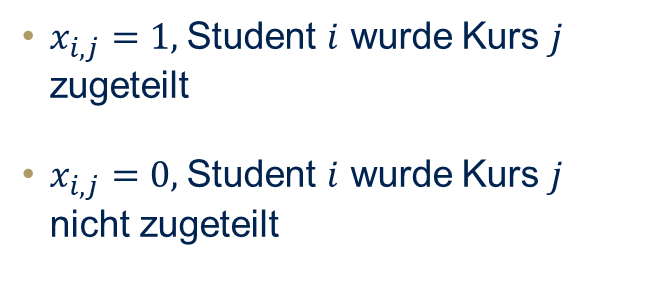 • x_{i,j} = 1, Student i wurde Kurs j
zugeteilt
• x_{i,j} = 0, Student i wurde Kurs j
nicht zugeteilt